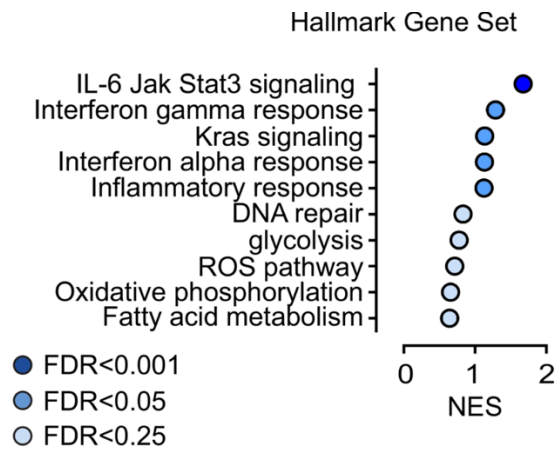 Hallmark Gene Set
IL-6 Jak Stat3 signaling
Interferon gamma response
Kras signaling
Interferon alpha response
Inflammatory response
DNA repair
glycolysis
ROS pathway
Oxidative phosphorylation
Fatty acid metabolism
0 1 2
NES
FDR<0.001
FDR<0.05
FDR<0.25